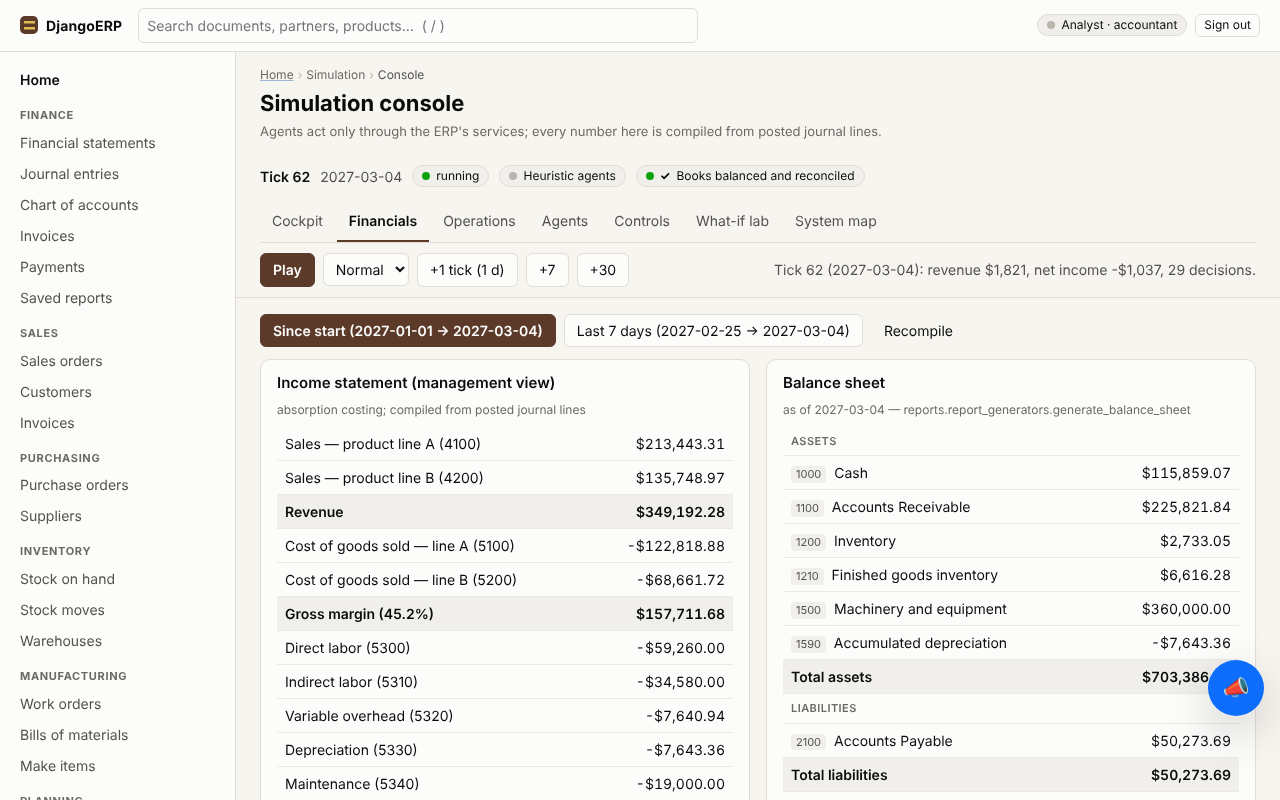 DjangoERP
Search documents, partners, products... ( / )
Analyst · accountant
Sign out
Home
FINANCE
Financial statements
Journal entries
Chart of accounts
Invoices
Payments
Saved reports
SALES
Sales orders
Customers
Invoices
PURCHASING
Purchase orders
Suppliers
INVENTORY
Stock on hand
Stock moves
Warehouses
MANUFACTURING
Work orders
Bills of materials
Make items
PLANNING
Home › Simulation › Console
Simulation console
Agents act only through the ERP's services; every number here is compiled from posted journal lines.
Tick 62 2027-03-04 running Heuristic agents ✓ Books balanced and reconciled
Cockpit Financials Operations Agents Controls What-if lab System map
Play Normal +1 tick (1 d) +7 +30 Tick 62 (2027-03-04): revenue $1,821, net income -$1,037, 29 decisions.
Since start (2027-01-01 → 2027-03-04) Last 7 days (2027-02-25 → 2027-03-04) Recompile
Income statement (management view)
absorption costing; compiled from posted journal lines
Sales — product line A (4100) $213,443.31
Sales — product line B (4200) $135,748.97
Revenue $349,192.28
Cost of goods sold — line A (5100) -$122,818.88
Cost of goods sold — line B (5200) -$68,661.72
Gross margin (45.2%) $157,711.68
Direct labor (5300) -$59,260.00
Indirect labor (5310) -$34,580.00
Variable overhead (5320) -$7,640.94
Depreciation (5330) -$7,643.36
Maintenance (5340) -$19,000.00
Balance sheet
as of 2027-03-04 — reports.report_generators.generate_balance_sheet
ASSETS
1000 Cash $115,859.07
1100 Accounts Receivable $225,821.84
1200 Inventory $2,733.05
1210 Finished goods inventory $6,616.28
1500 Machinery and equipment $360,000.00
1590 Accumulated depreciation -$7,643.36
Total assets $703,386.
LIABILITIES
2100 Accounts Payable $50,273.69
Total liabilities $50,273.69